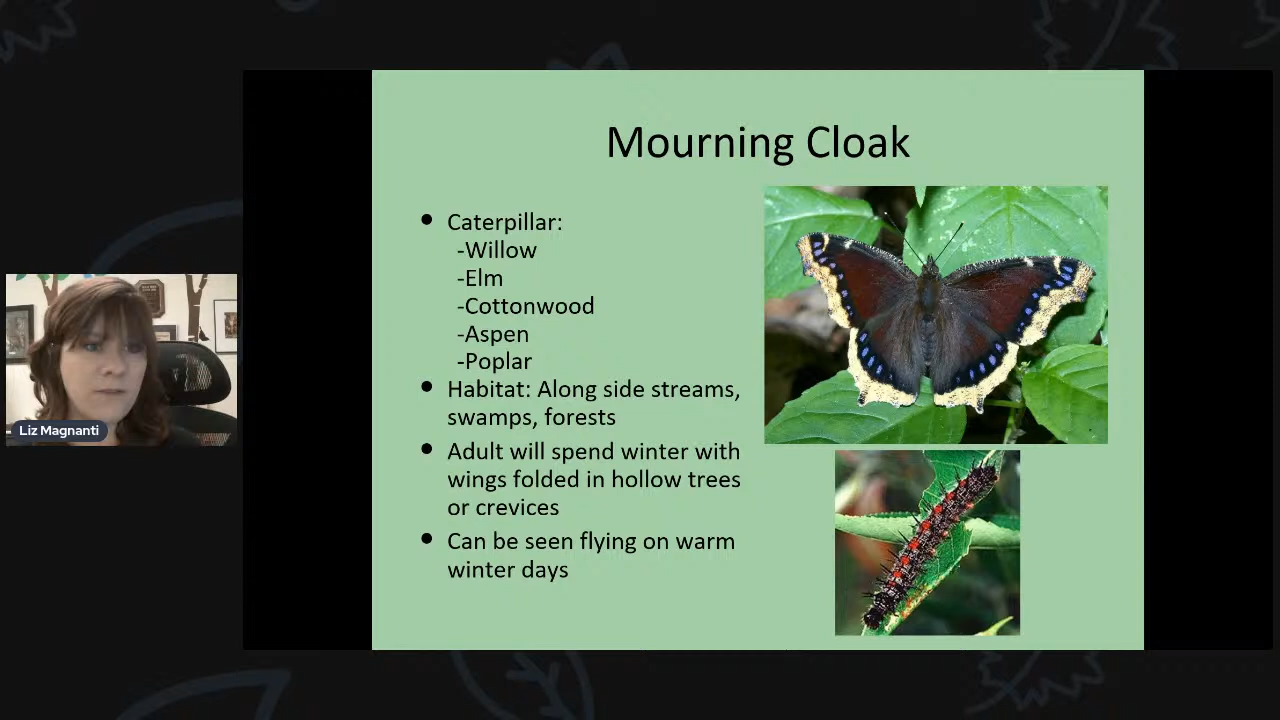 Mourning Cloak
• Caterpillar:
-Willow
-Elm
-Cottonwood
-Aspen
-Poplar
• Habitat: Along side streams,
swamps, forests
• Adult will spend winter with
wings folded in hollow trees
or crevices
• Can be seen flying on warm
winter days
Liz Magnanti